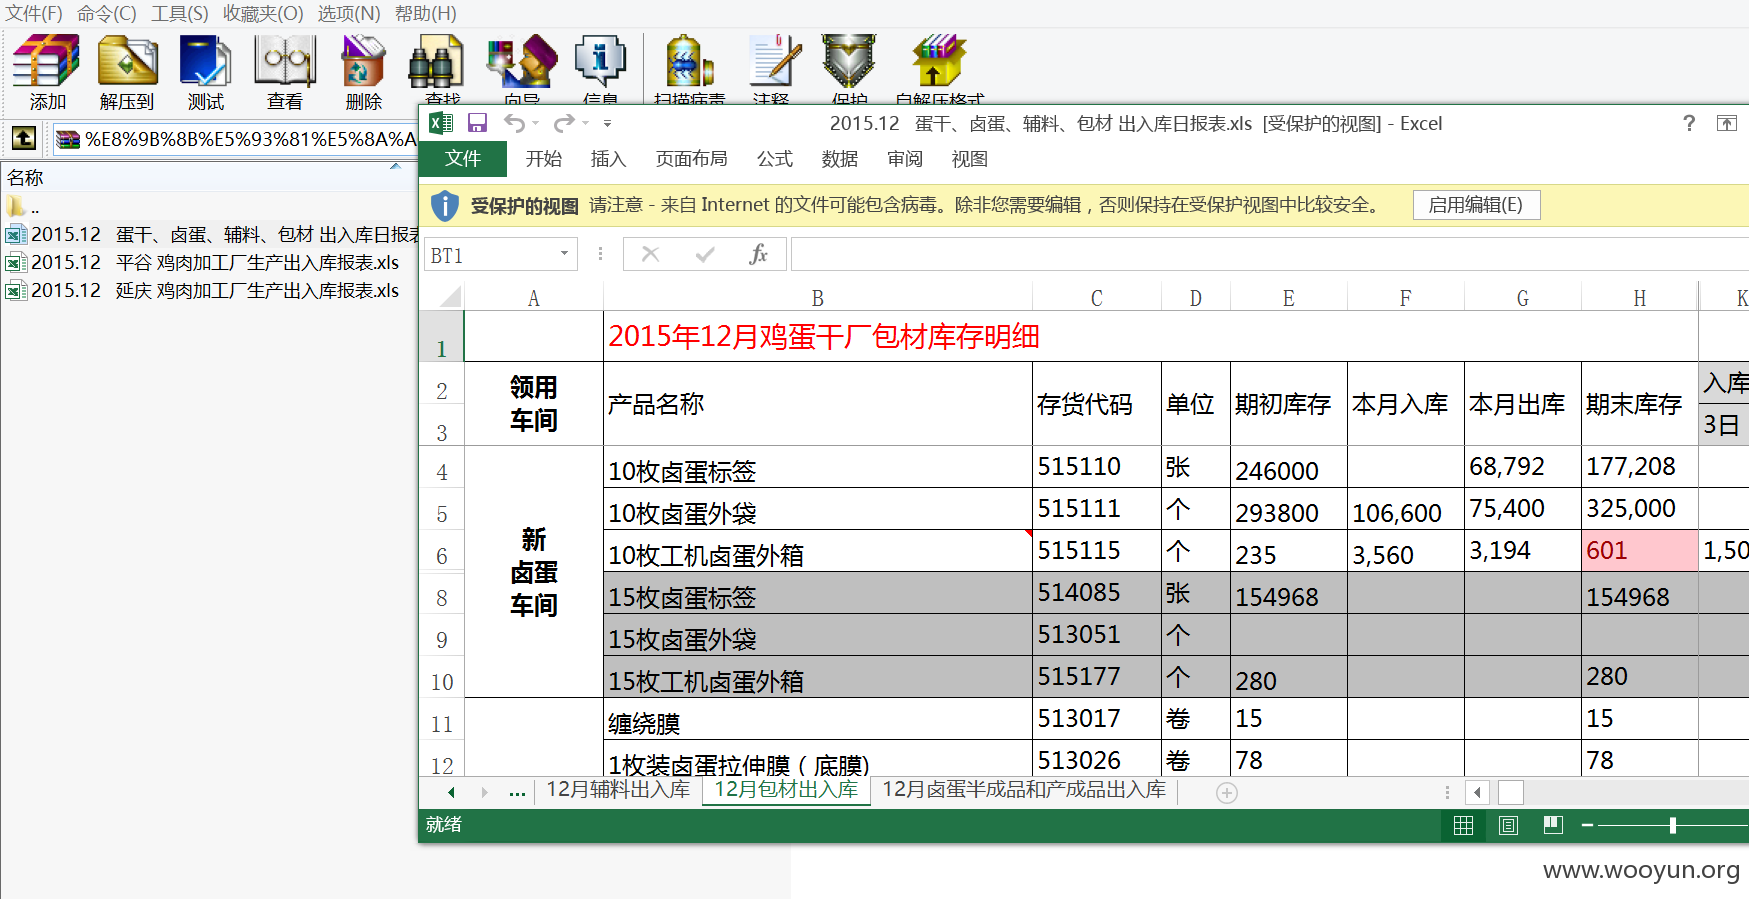 文件(F) 命令(C) 工具(S) 收藏夹(O) 选项(N) 帮助(H)
添加 解压到 测试 查看 删除 查找 向导 信息 扫描病毒 注释 保护 自解压格式
%E8%9B%8B%E5%93%81%E5%8A%A
名称
..
2015.12 蛋干、卤蛋、辅料、包材 出入库日报表
2015.12 平谷 鸡肉加工厂生产出入库报表.xls
2015.12 延庆 鸡肉加工厂生产出入库报表.xls
2015.12 蛋干、卤蛋、辅料、包材 出入库日报表.xls [受保护的视图] - Excel
?
文件 开始 插入 页面布局 公式 数据 审阅 视图
受保护的视图 请注意 - 来自 Internet 的文件可能包含病毒。除非您需要编辑，否则保持在受保护视图中比较安全。 启用编辑(E)
BT1 fx
A B C D E F G H K
1 2015年12月鸡蛋干厂包材库存明细
2 3 领用车间 产品名称 存货代码 单位 期初库存 本月入库 本月出库 期末库存 入库 3日
新卤蛋车间
4 10枚卤蛋标签 515110 张 246000 68,792 177,208
5 10枚卤蛋外袋 515111 个 293800 106,600 75,400 325,000
6 10枚工机卤蛋外箱 515115 个 235 3,560 3,194 601 1,50
8 15枚卤蛋标签 514085 张 154968 154968
9 15枚卤蛋外袋 513051 个
10 15枚工机卤蛋外箱 515177 个 280 280
11 缠绕膜 513017 卷 15 15
12 1枚装卤蛋拉伸膜（底膜) 513026 卷 78 78
... 12月辅料出入库 12月包材出入库 12月卤蛋半成品和产成品出入库
就绪
www.wooyun.org